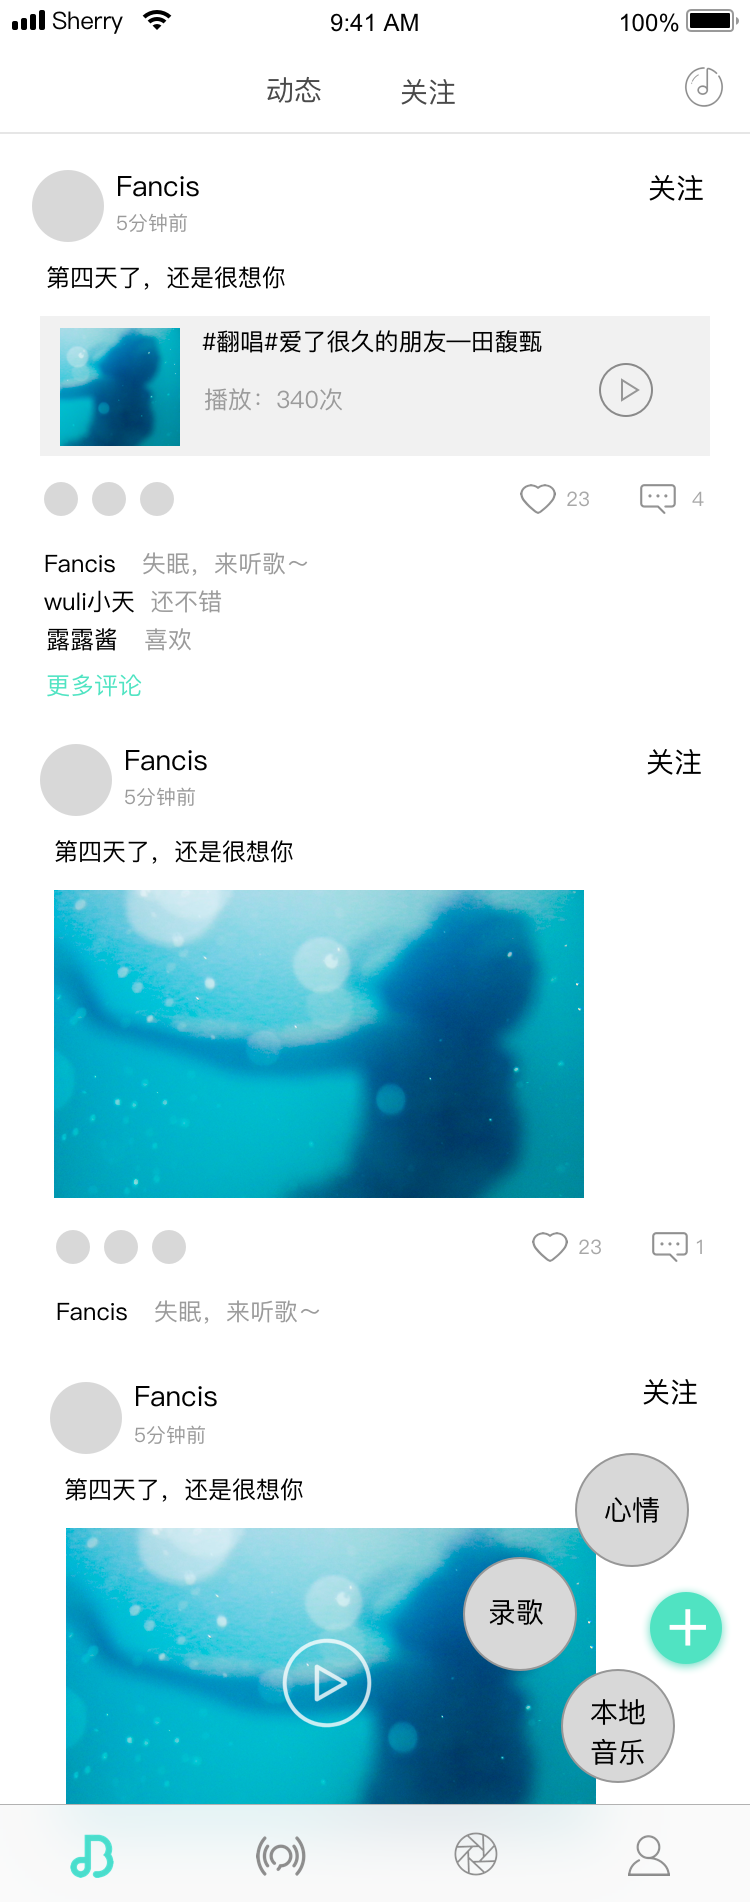 Sherry 9:41 AM 100%
动态 关注
Fancis 关注
5分钟前
第四天了，还是很想你
#翻唱#爱了很久的朋友—田馥甄
播放：340次
23 4
Fancis 失眠，来听歌～
wuli小天 还不错
露露酱 喜欢
更多评论
Fancis 关注
5分钟前
第四天了，还是很想你
23 1
Fancis 失眠，来听歌～
Fancis 关注
5分钟前
第四天了，还是很想你
心情
录歌
本地
音乐